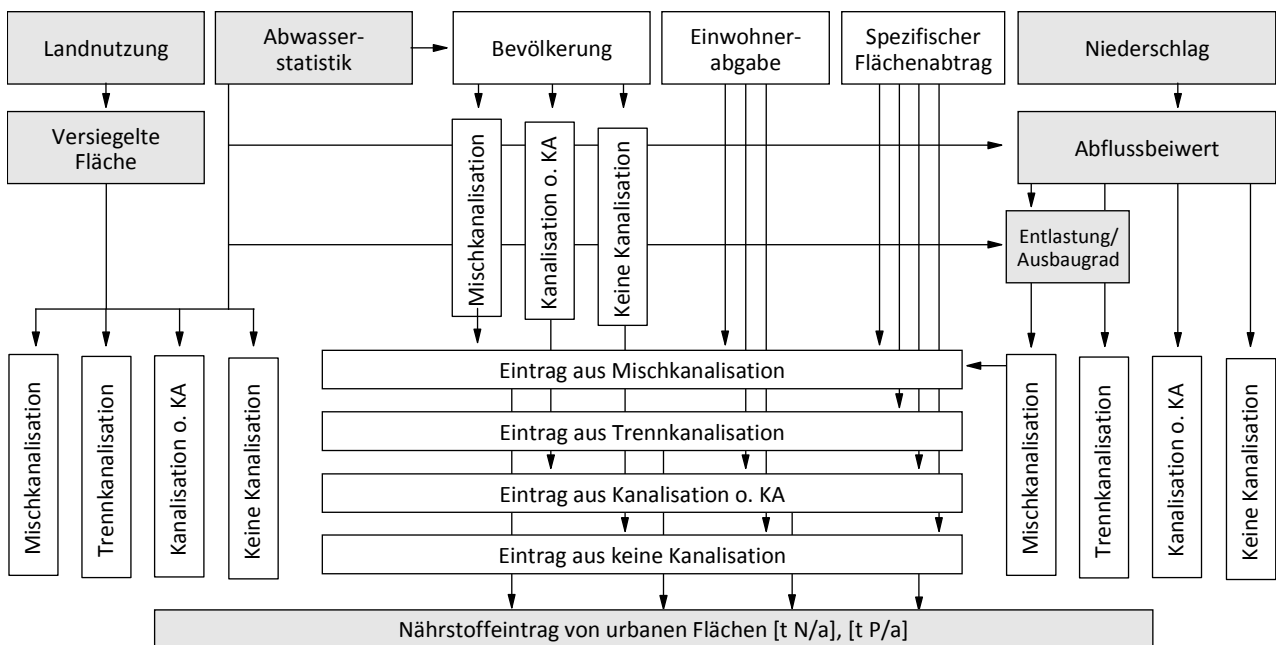 Landnutzung
Abwasser-
statistik
Bevölkerung
Einwohner-
abgabe
Spezifischer
Flächenabtrag
Niederschlag
Versiegelte
Fläche
Abflussbeiwert
Mischkanalisation
Kanalisation o. KA
Keine Kanalisation
Entlastung/
Ausbaugrad
Mischkanalisation
Trennkanalisation
Kanalisation o. KA
Keine Kanalisation
Eintrag aus Mischkanalisation
Eintrag aus Trennkanalisation
Eintrag aus Kanalisation o. KA
Eintrag aus keine Kanalisation
Mischkanalisation
Trennkanalisation
Kanalisation o. KA
Keine Kanalisation
Nährstoffeintrag von urbanen Flächen [t N/a], [t P/a]